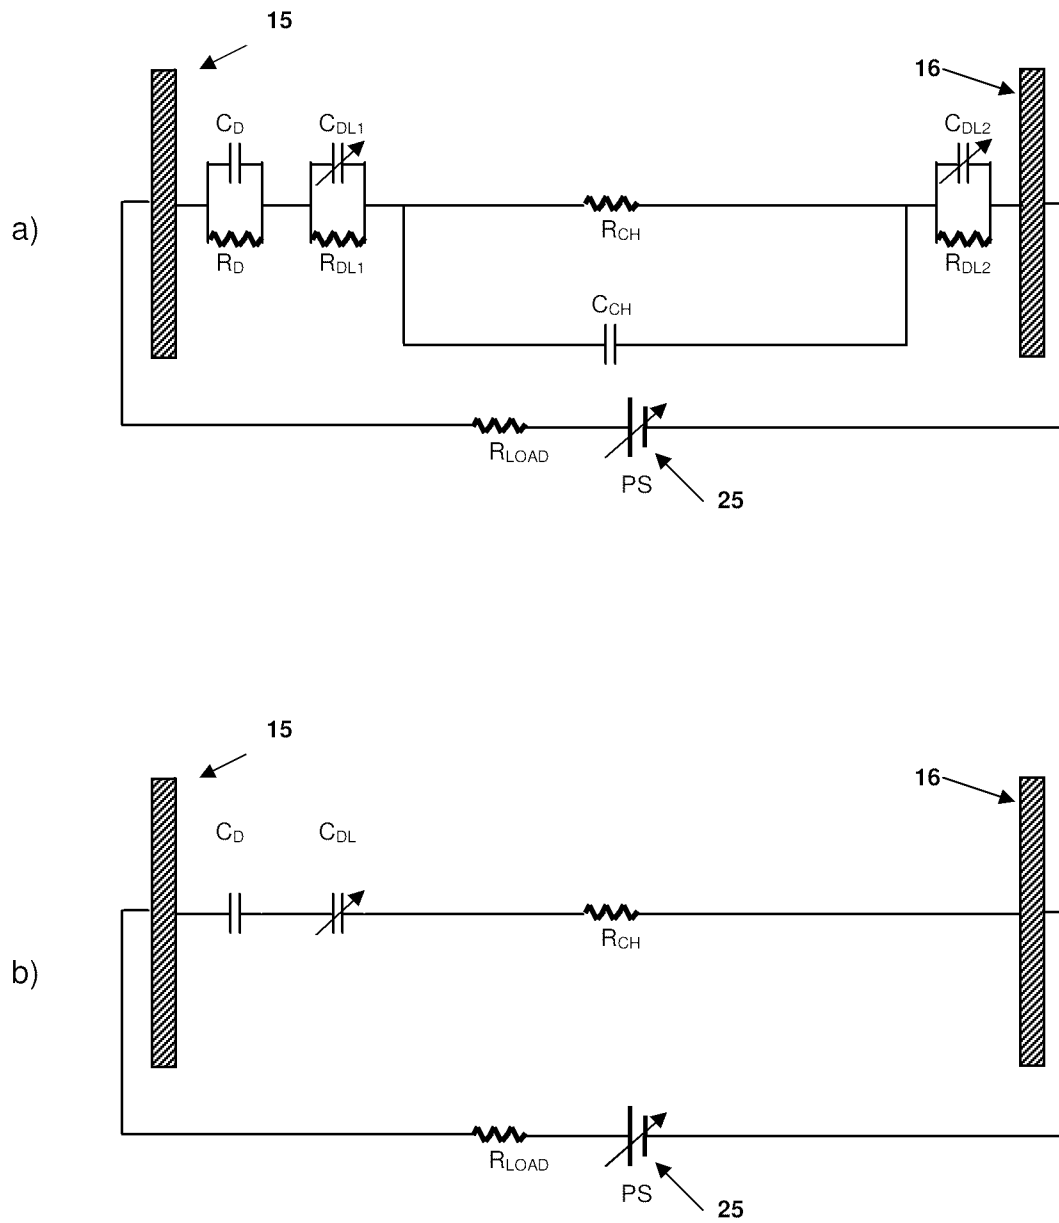 15
16
C_D C_DL1 C_DL2
a)
R_D R_DL1 R_CH R_DL2
C_CH
R_LOAD
PS
25
15
16
C_D C_DL
R_CH
b)
R_LOAD
PS
25